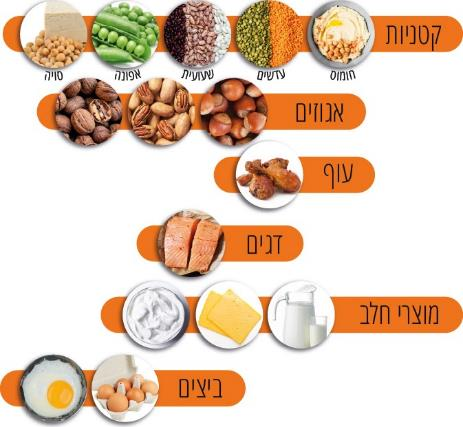 קטניות
חומוס עדשים שעועית אפונה סויה
אגוזים
עוף
דגים
מוצרי חלב
ביצים